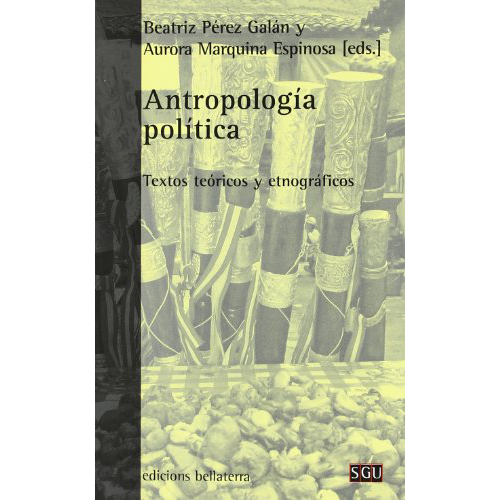 Beatriz Pérez Galán y
Aurora Marquina Espinosa [eds.]
Antropología
política
Textos teóricos y etnográficos
edicions bellaterra
SGU